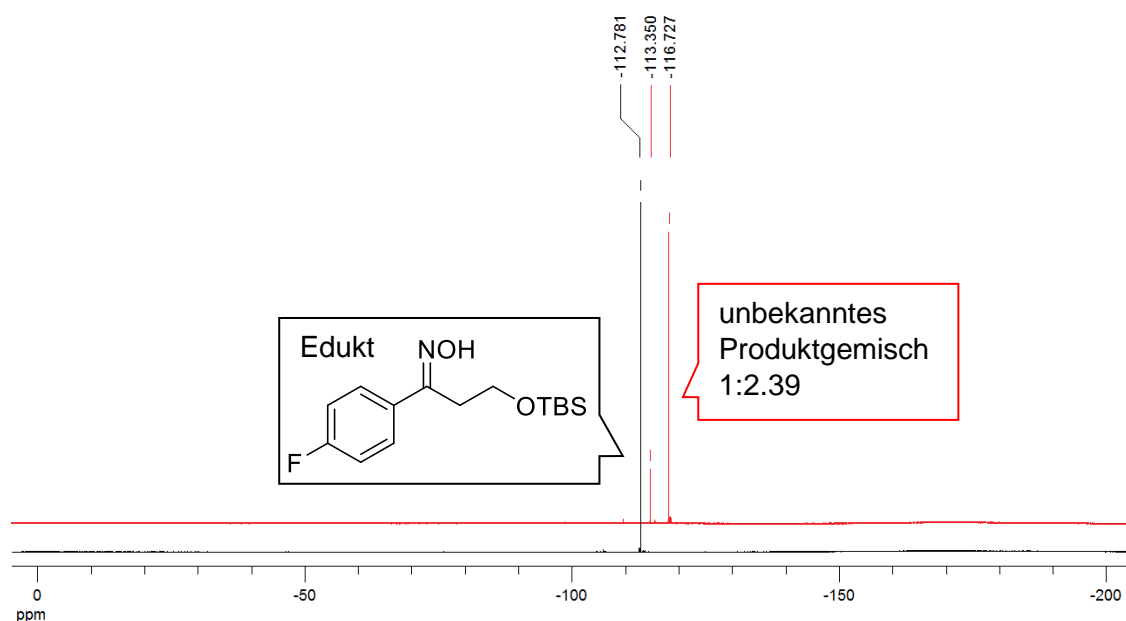 -112.781
-113.350
-116.727
Edukt
NOH
OTBS
F
unbekanntes
Produktgemisch
1:2.39
0
-50
-100
-150
-200
ppm